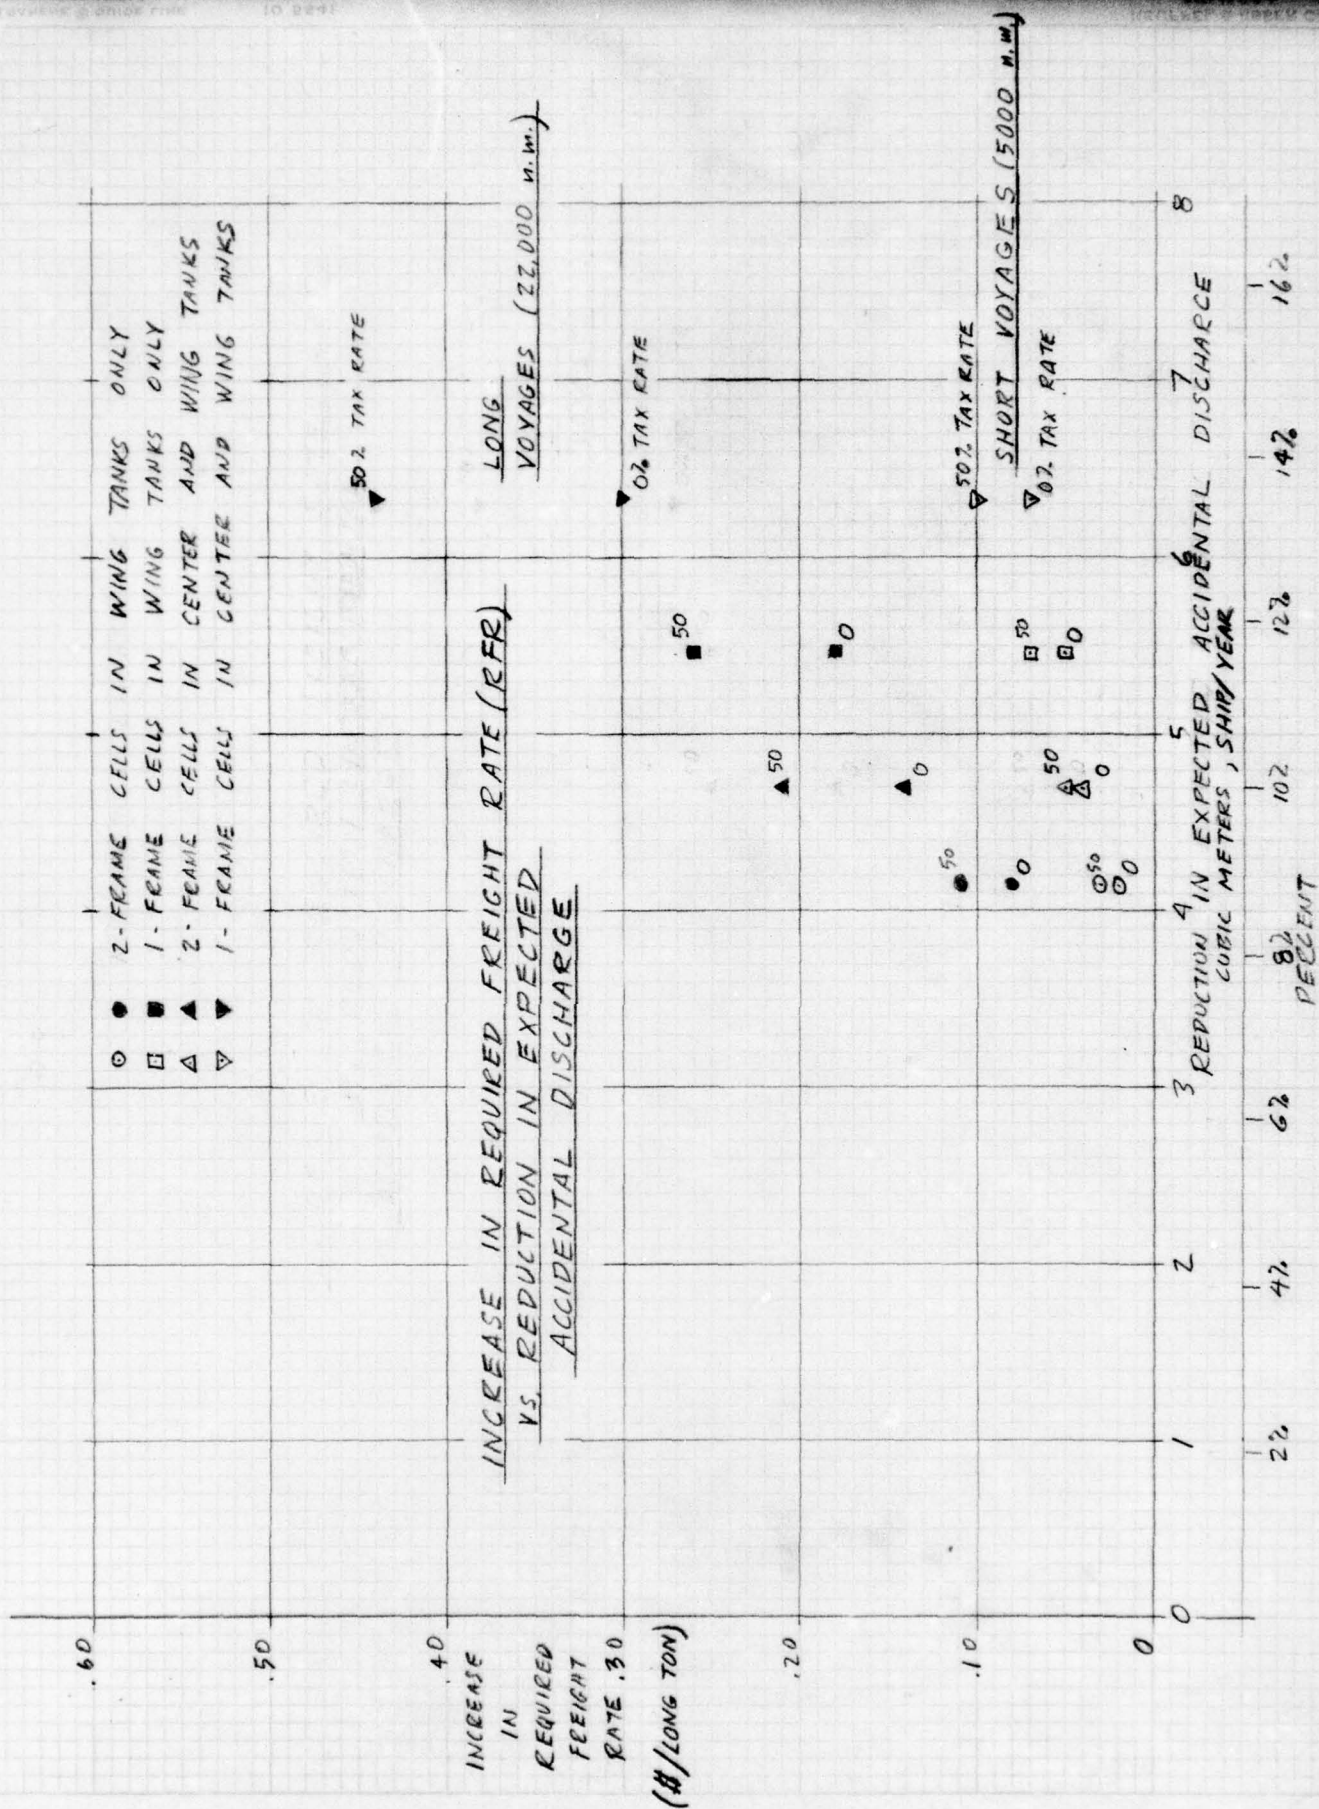 2-FRAME CELLS IN WING TANKS ONLY
1-FRAME CELLS IN WING TANKS ONLY
2-FRAME CELLS IN CENTER AND WING TANKS
1-FRAME CELLS IN CENTER AND WING TANKS
50% TAX RATE
LONG
VOYAGES (22,000 n.m.)
0% TAX RATE
INCREASE IN REQUIRED FREIGHT RATE (RFR)
VS. REDUCTION IN EXPECTED
ACCIDENTAL DISCHARGE
50
0
50
0
50
0
50% TAX RATE
SHORT VOYAGES (5000 n.m.)
0% TAX RATE
50
0
50
0
50
0
.60
.50
.40
INCREASE
IN
REQUIRED
FREIGHT
RATE .30
($/LONG TON)
.20
.10
0
0 1 2 3 4 5 6 7 8
REDUCTION IN EXPECTED ACCIDENTAL DISCHARGE
CUBIC METERS, SHIP/YEAR
2% 4% 6% 8% 10% 12% 14% 16%
PERCENT